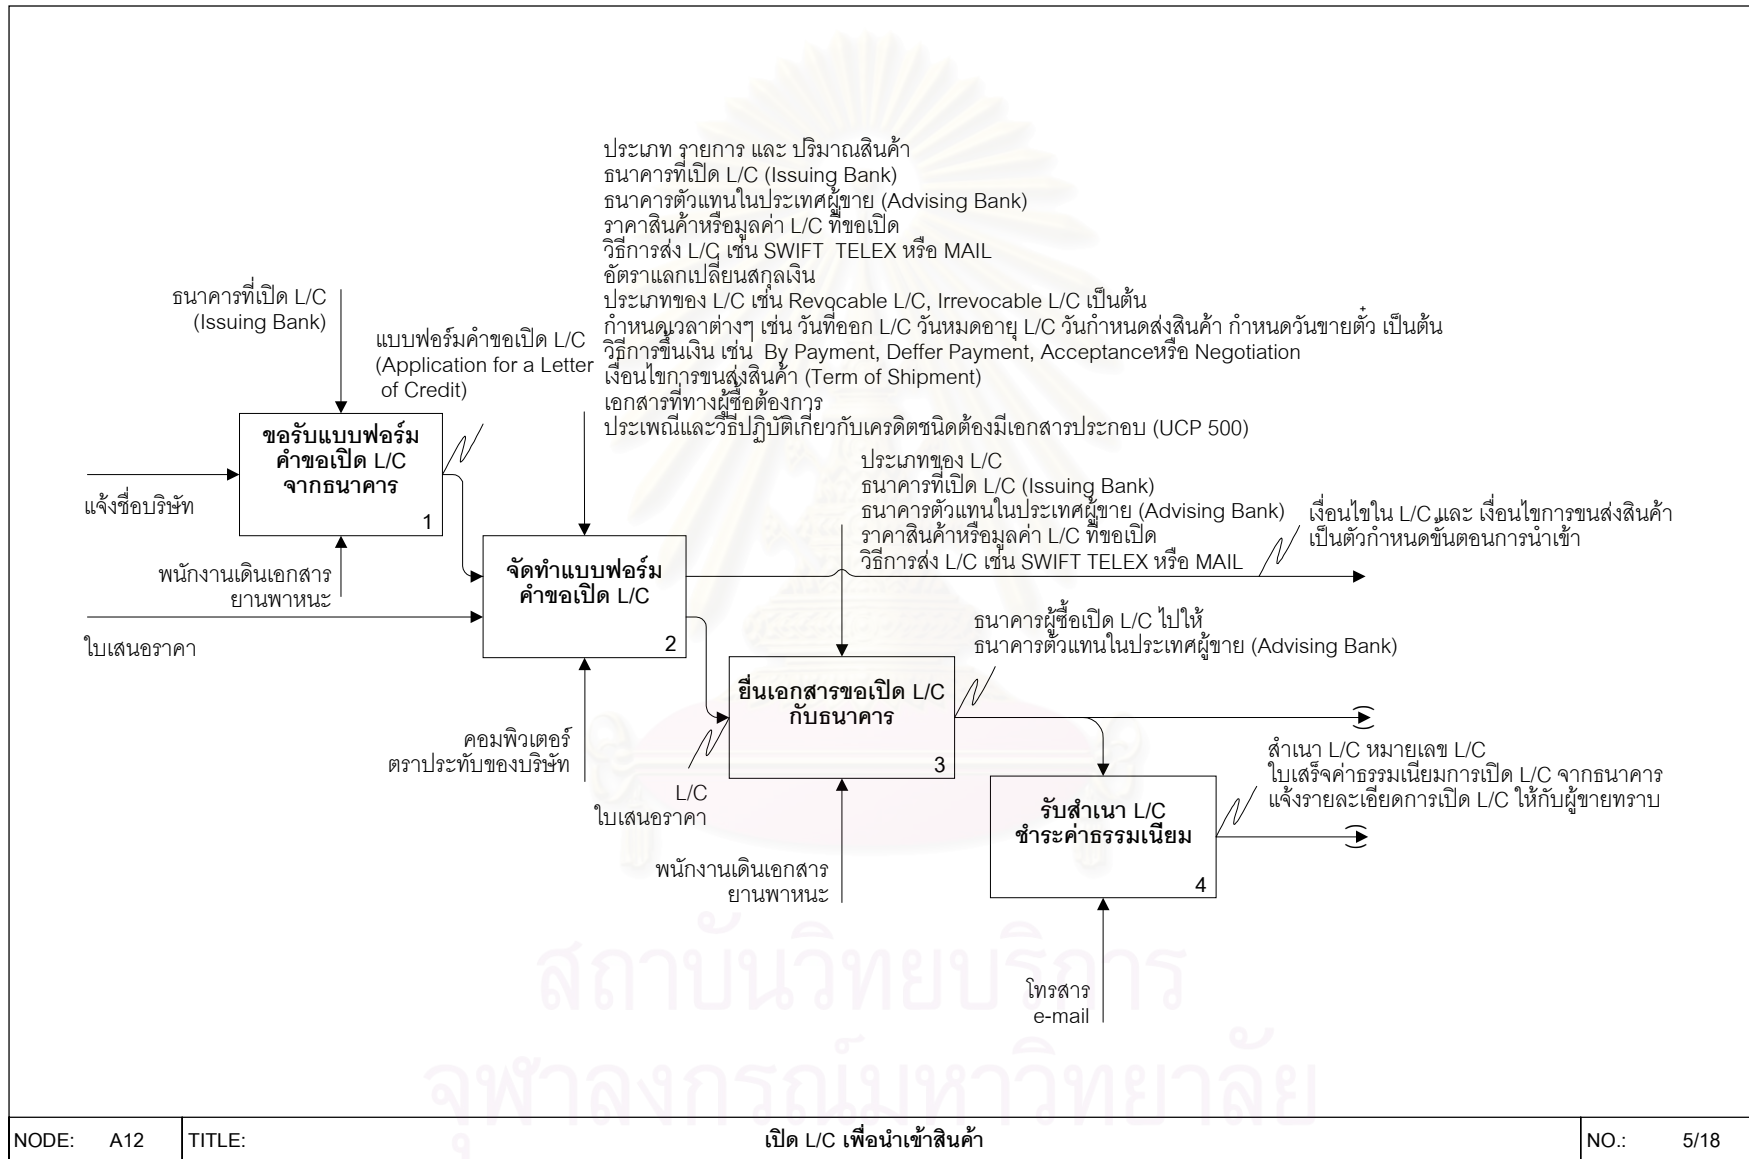 ประเภท รายการ และ ปริมาณสินค้า
ธนาคารที่เปิด L/C (Issuing Bank)
ธนาคารตัวแทนในประเทศผู้ขาย (Advising Bank)
ราคาสินค้าหรือมูลค่า L/C ที่ขอเปิด
วิธีการส่ง L/C เช่น SWIFT TELEX หรือ MAIL
อัตราแลกเปลี่ยนสกุลเงิน
ประเภทของ L/C เช่น Revocable L/C, Irrevocable L/C เป็นต้น
กำหนดเวลาต่างๆ เช่น วันที่ออก L/C วันหมดอายุ L/C วันกำหนดส่งสินค้า กำหนดวันขายตั๋ว เป็นต้น
วิธีการขึ้นเงิน เช่น By Payment, Deffer Payment, Acceptanceหรือ Negotiation
เงื่อนไขการขนส่งสินค้า (Term of Shipment)
เอกสารที่ทางผู้ซื้อต้องการ
ประเพณีและวิธีปฏิบัติเกี่ยวกับเครดิตชนิดต้องมีเอกสารประกอบ (UCP 500)
ธนาคารที่เปิด L/C
(Issuing Bank)
แบบฟอร์มคำขอเปิด L/C
(Application for a Letter
of Credit)
ขอรับแบบฟอร์ม
คำขอเปิด L/C
จากธนาคาร
1
แจ้งชื่อบริษัท
พนักงานเดินเอกสาร
ยานพาหนะ
ใบเสนอราคา
จัดทำแบบฟอร์ม
คำขอเปิด L/C
2
คอมพิวเตอร์
ตราประทับของบริษัท
ประเภทของ L/C
ธนาคารที่เปิด L/C (Issuing Bank)
ธนาคารตัวแทนในประเทศผู้ขาย (Advising Bank)
ราคาสินค้าหรือมูลค่า L/C ที่ขอเปิด
วิธีการส่ง L/C เช่น SWIFT TELEX หรือ MAIL
เงื่อนไขใน L/C และ เงื่อนไขการขนส่งสินค้า
เป็นตัวกำหนดขั้นตอนการนำเข้า
ธนาคารผู้ซื้อเปิด L/C ไปให้
ธนาคารตัวแทนในประเทศผู้ขาย (Advising Bank)
ยื่นเอกสารขอเปิด L/C
กับธนาคาร
3
L/C
ใบเสนอราคา
พนักงานเดินเอกสาร
ยานพาหนะ
สำเนา L/C หมายเลข L/C
ใบเสร็จค่าธรรมเนียมการเปิด L/C จากธนาคาร
แจ้งรายละเอียดการเปิด L/C ให้กับผู้ขายทราบ
รับสำเนา L/C
ชำระค่าธรรมเนียม
4
โทรสาร
e-mail
สถาบันวิทยบริการ
จุฬาลงกรณ์มหาวิทยาลัย
NODE: A12 TITLE: เปิด L/C เพื่อนำเข้าสินค้า NO.: 5/18